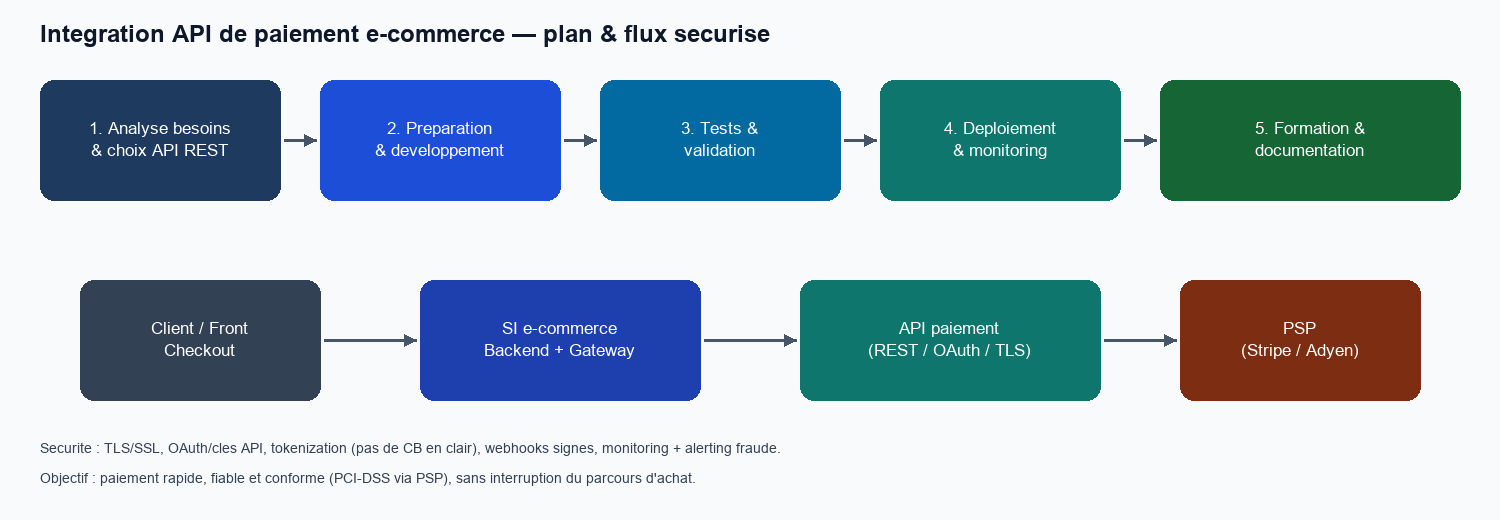 Integration API de paiement e-commerce — plan & flux securise
1. Analyse besoins
& choix API REST
2. Preparation
& developpement
3. Tests &
validation
4. Deploiement
& monitoring
5. Formation &
documentation
Client / Front
Checkout
SI e-commerce
Backend + Gateway
API paiement
(REST / OAuth / TLS)
PSP
(Stripe / Adyen)
Securite : TLS/SSL, OAuth/cles API, tokenization (pas de CB en clair), webhooks signes, monitoring + alerting fraude.
Objectif : paiement rapide, fiable et conforme (PCI-DSS via PSP), sans interruption du parcours d'achat.